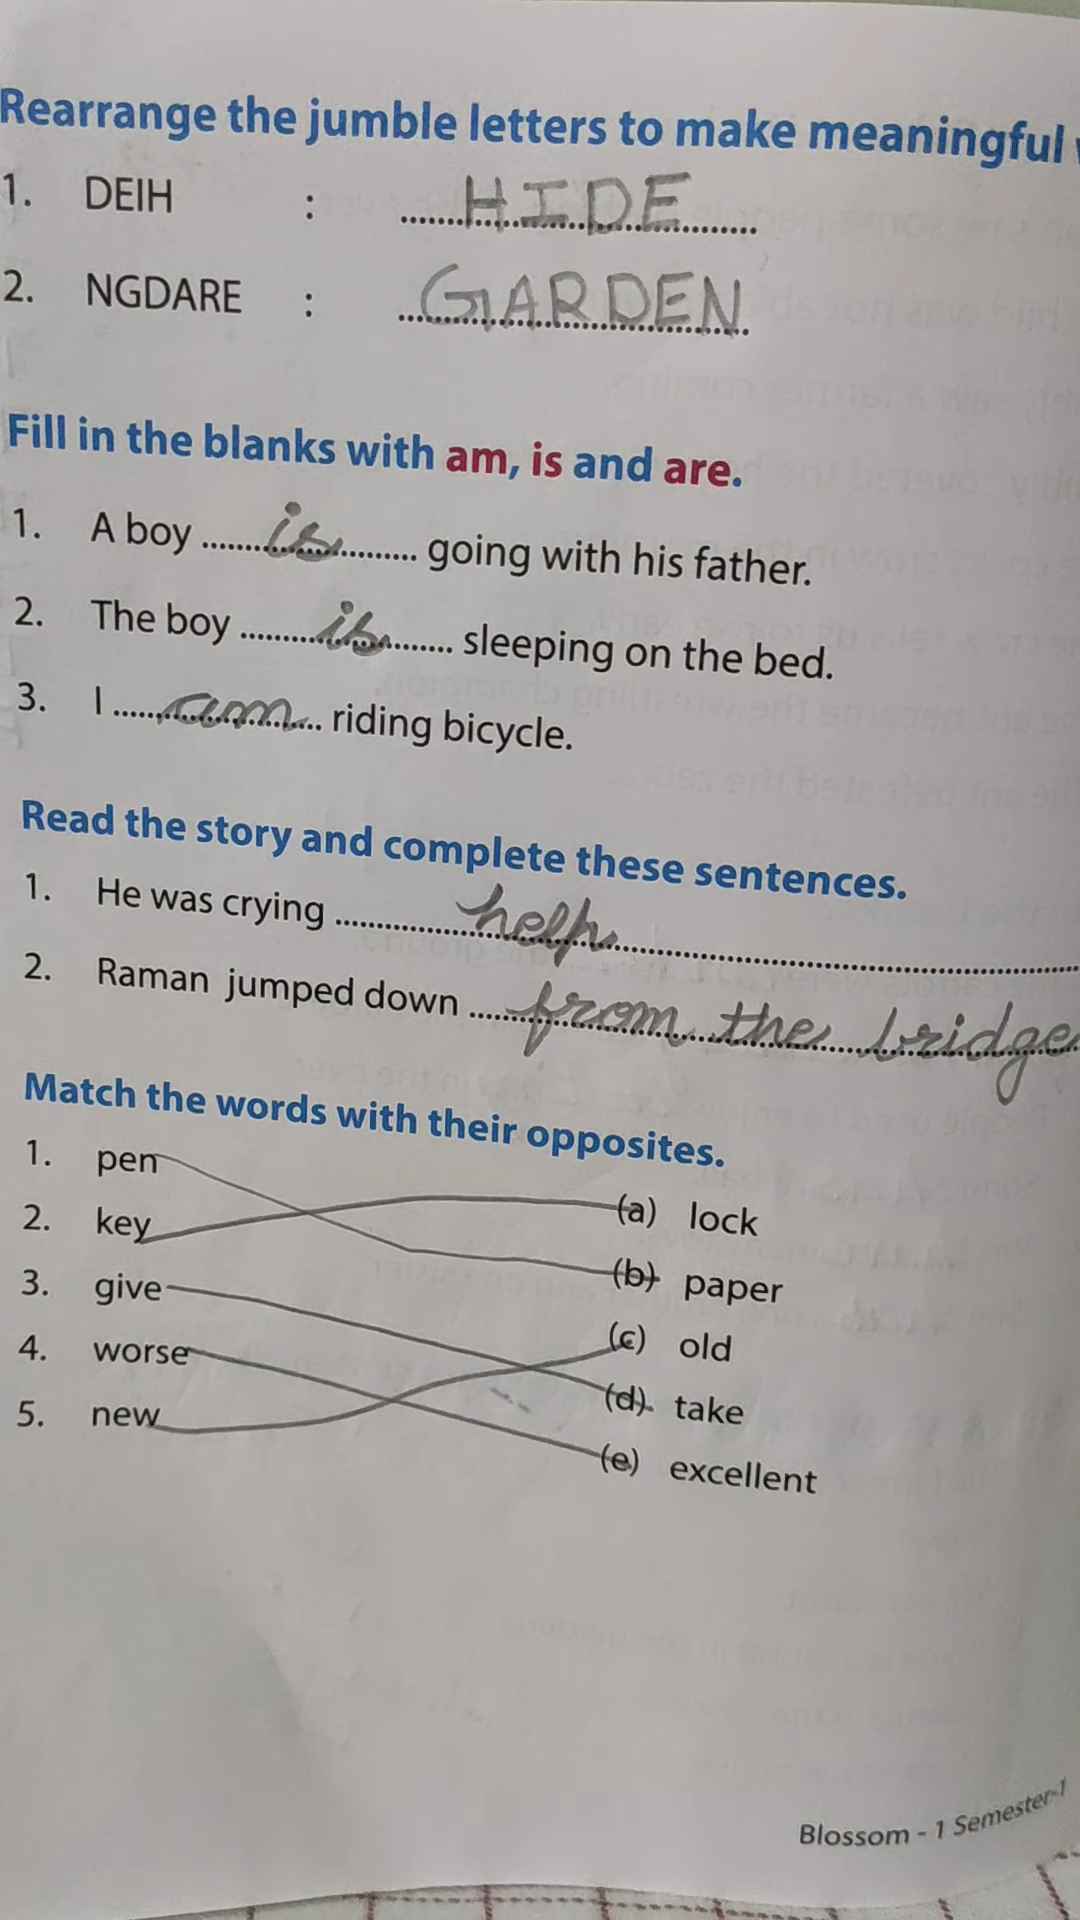 Rearrange the jumble letters to make meaningful
1. DEIH : HIDE
2. NGDARE : GARDEN
Fill in the blanks with am, is and are.
1. A boy ..........is.......... going with his father.
2. The boy ..........is.......... sleeping on the bed.
3. I ..........am.......... riding bicycle.
Read the story and complete these sentences.
1. He was crying ..........help..........
2. Raman jumped down ..........from the bridge
Match the words with their opposites.
1. pen
(a) lock
2. key
(b) paper
3. give
(c) old
4. worse
(d) take
5. new
(e) excellent
Blossom - 1 Semester-1